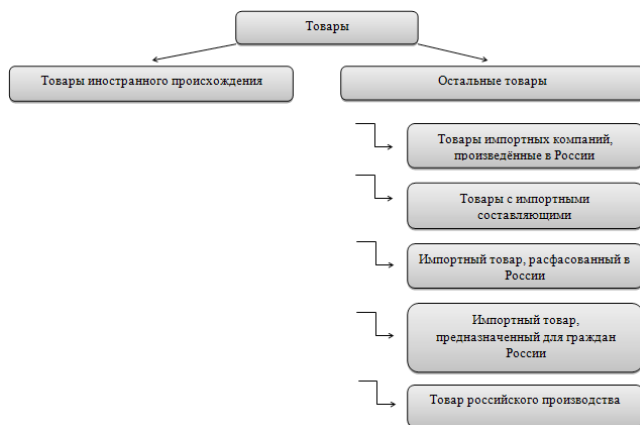 Товары
Товары иностранного происхождения
Остальные товары
Товары импортных компаний,
произведённые в России
Товары с импортными
составляющими
Импортный товар, расфасованный в
России
Импортный товар,
предназначенный для граждан
России
Товар российского производства